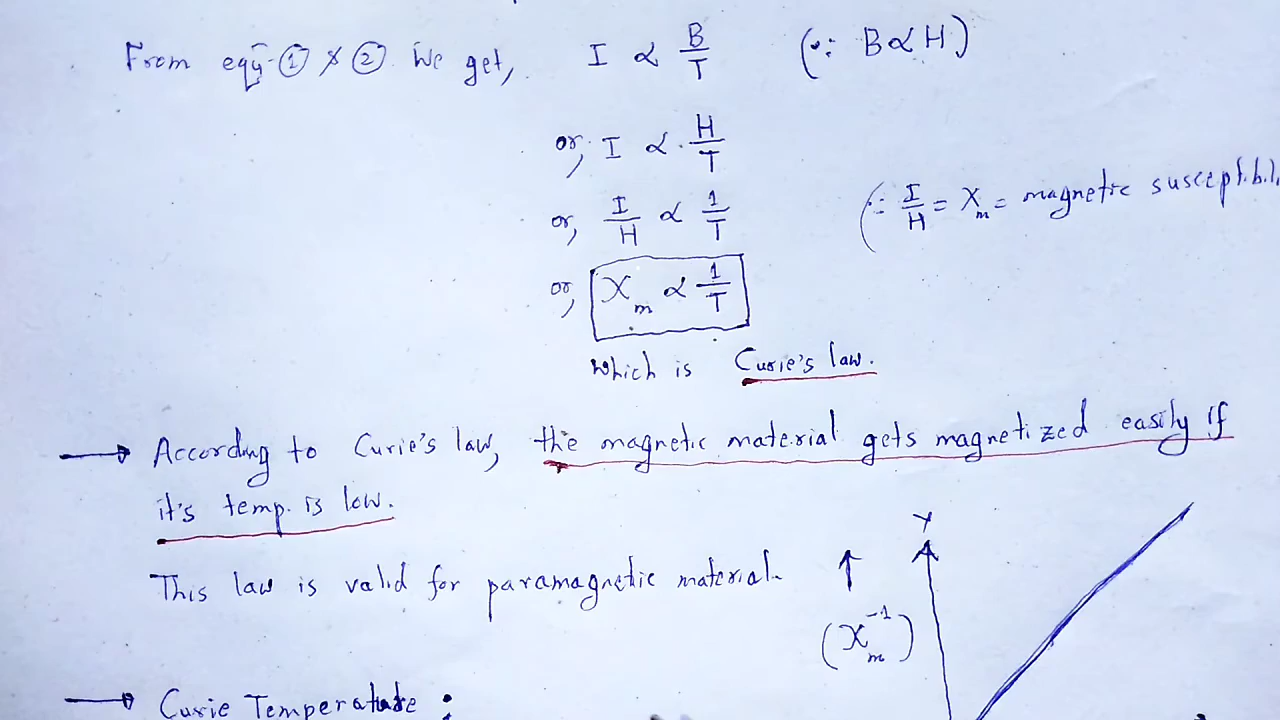 From eqⁿ. ① & ② we get, I ∝ B/T (∵ B∝H)
or, I ∝ H/T
or, I/H ∝ 1/T (∵ I/H = χₘ = magnetic susceptibil
or, χₘ ∝ 1/T
which is Curie's law.
→ According to Curie's law, the magnetic material gets magnetized easily if
it's temp. is low.
Y
This law is valid for paramagnetic material.
↑
(χₘ⁻¹)
→ Curie Temperature :